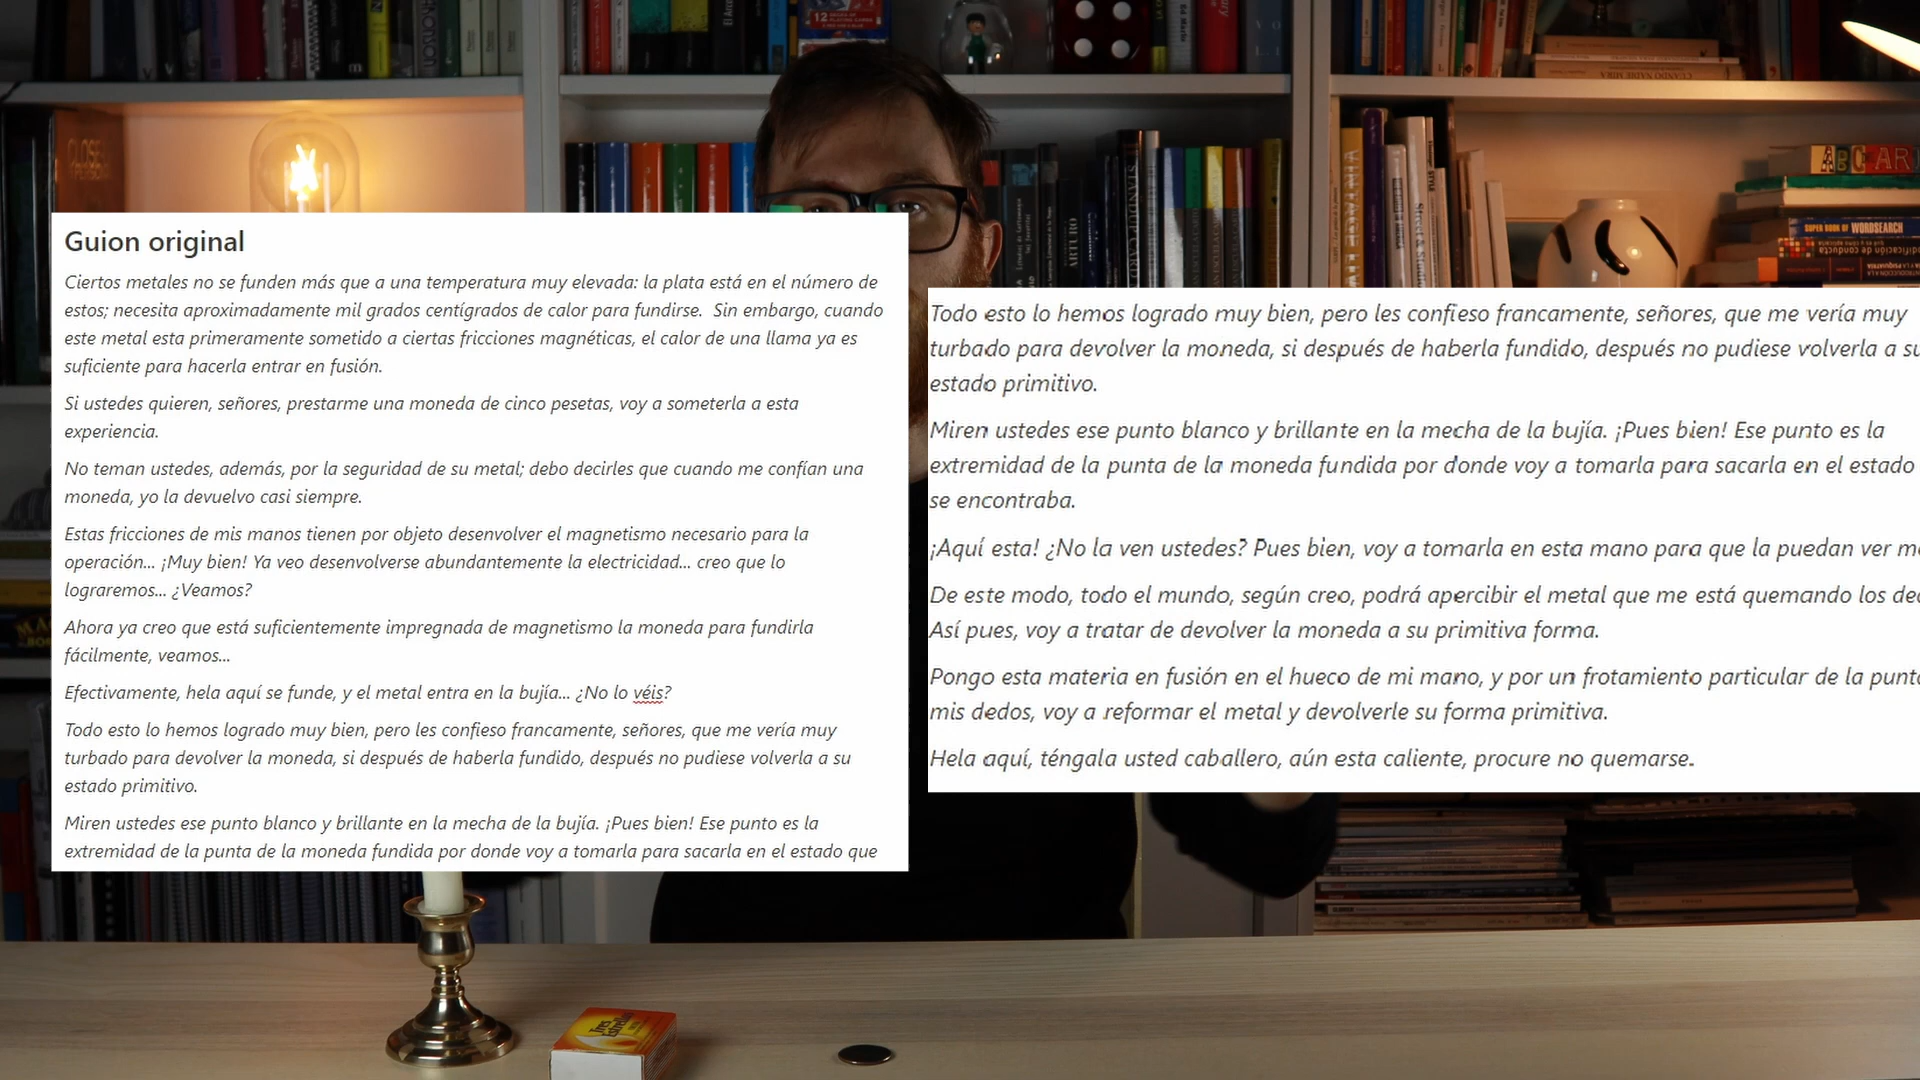 12
CLOSE
ARTURO
STANDUP
CUANDO NADIE MIRA
ABC
SUPER BOOK OF WORDSEARCH
Guion original
Ciertos metales no se funden más que a una temperatura muy elevada: la plata está en el número de
estos; necesita aproximadamente mil grados centígrados de calor para fundirse.  Sin embargo, cuando
este metal esta primeramente sometido a ciertas fricciones magnéticas, el calor de una llama ya es
suficiente para hacerla entrar en fusión.
Si ustedes quieren, señores, prestarme una moneda de cinco pesetas, voy a someterla a esta
experiencia.
No teman ustedes, además, por la seguridad de su metal; debo decirles que cuando me confían una
moneda, yo la devuelvo casi siempre.
Estas fricciones de mis manos tienen por objeto desenvolver el magnetismo necesario para la
operación... ¡Muy bien! Ya veo desenvolverse abundantemente la electricidad... creo que lo
lograremos... ¿Veamos?
Ahora ya creo que está suficientemente impregnada de magnetismo la moneda para fundirla
fácilmente, veamos...
Efectivamente, hela aquí se funde, y el metal entra en la bujía... ¿No lo véis?
Todo esto lo hemos logrado muy bien, pero les confieso francamente, señores, que me vería muy
turbado para devolver la moneda, si después de haberla fundido, después no pudiese volverla a su
estado primitivo.
Miren ustedes ese punto blanco y brillante en la mecha de la bujía. ¡Pues bien! Ese punto es la
extremidad de la punta de la moneda fundida por donde voy a tomarla para sacarla en el estado que
Todo esto lo hemos logrado muy bien, pero les confieso francamente, señores, que me vería muy
turbado para devolver la moneda, si después de haberla fundido, después no pudiese volverla a su
estado primitivo.
Miren ustedes ese punto blanco y brillante en la mecha de la bujía. ¡Pues bien! Ese punto es la
extremidad de la punta de la moneda fundida por donde voy a tomarla para sacarla en el estado
se encontraba.
¡Aquí esta! ¿No la ven ustedes? Pues bien, voy a tomarla en esta mano para que la puedan ver
De este modo, todo el mundo, según creo, podrá apercibir el metal que me está quemando los
Así pues, voy a tratar de devolver la moneda a su primitiva forma.
Pongo esta materia en fusión en el hueco de mi mano, y por un frotamiento particular de la
mis dedos, voy a reformar el metal y devolverle su forma primitiva.
Hela aquí, téngala usted caballero, aún esta caliente, procure no quemarse.
Tres
Estrellas